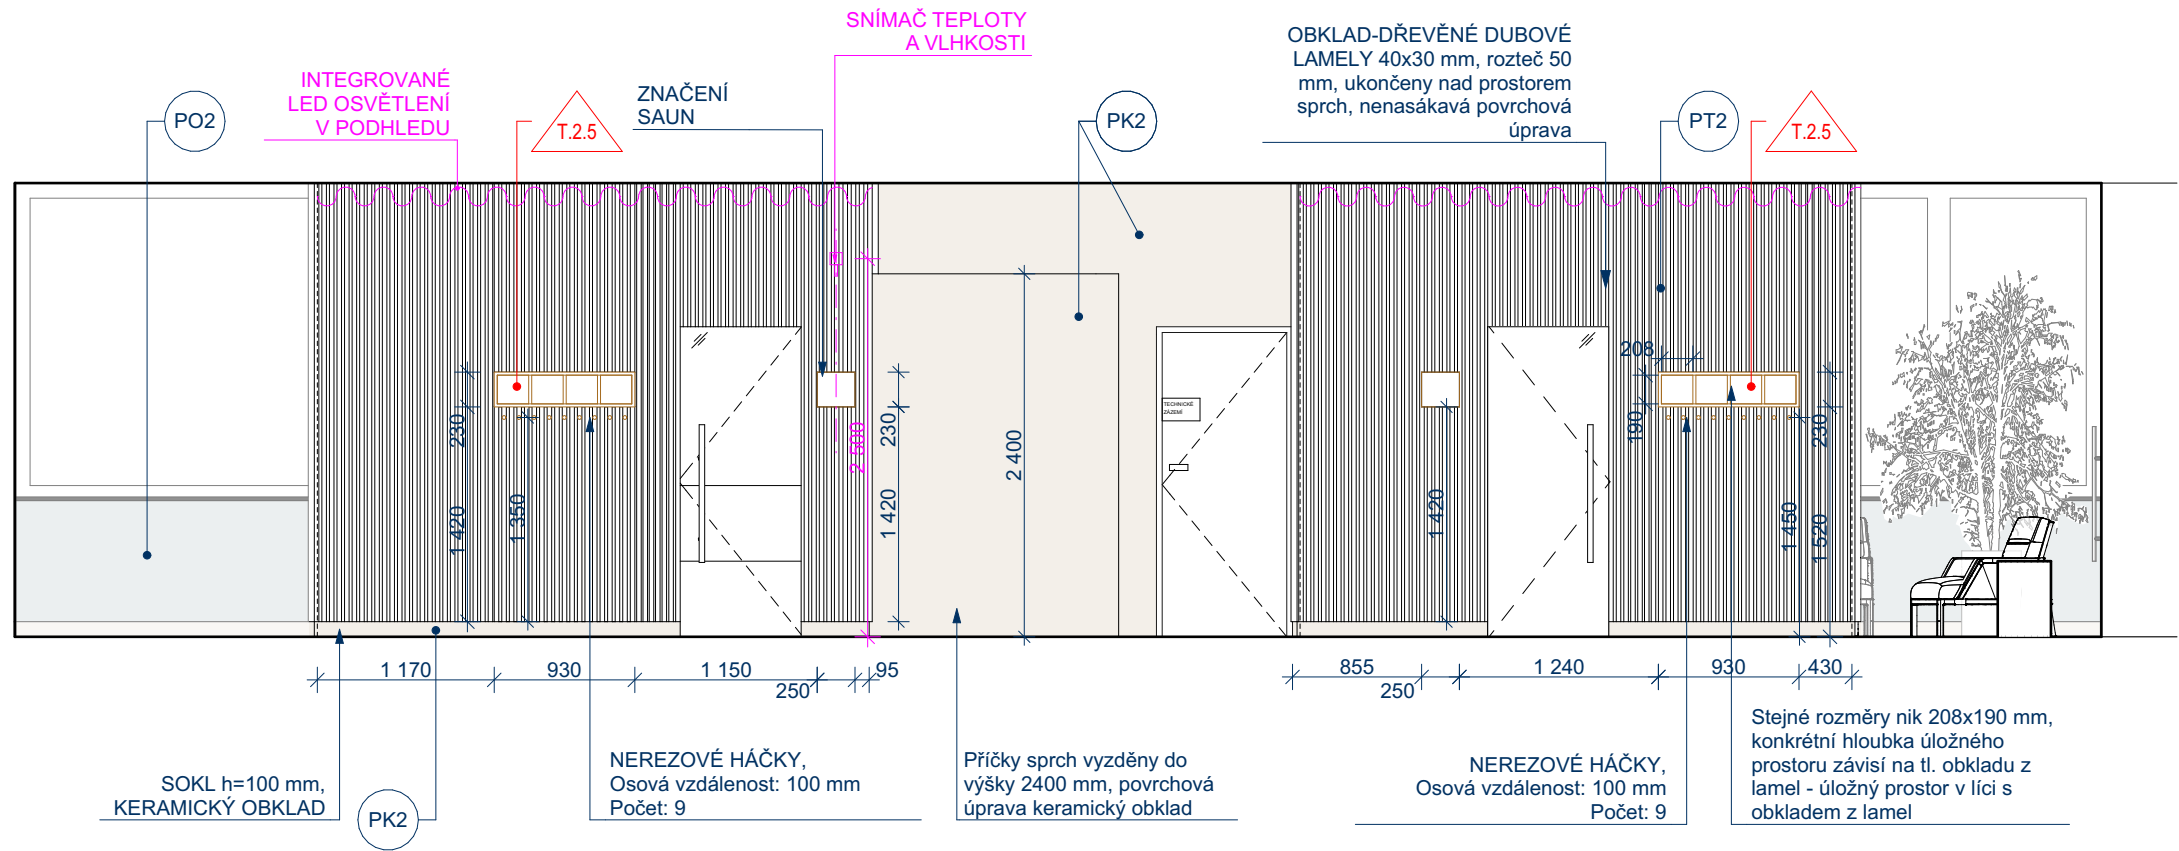 SNÍMAČ TEPLOTY
A VLHKOSTI
OBKLAD-DŘEVĚNÉ DUBOVÉ
LAMELY 40x30 mm, rozteč 50
mm, ukončeny nad prostorem
sprch, nenasákavá povrchová
úprava
INTEGROVANÉ
LED OSVĚTLENÍ
V PODHLEDU
ZNAČENÍ
SAUN
PO2
T.2.5
PK2
PT2
T.2.5
208
230
1 420
1 350
2 500
230
1 420
2 400
TECHNICKÉ
ZÁZEMÍ
1 420
190
230
1 450
1 520
1 170
930
1 150
250
95
855
250
1 240
930
430
SOKL h=100 mm,
KERAMICKÝ OBKLAD
PK2
NEREZOVÉ HÁČKY,
Osová vzdálenost: 100 mm
Počet: 9
Příčky sprch vyzděny do
výšky 2400 mm, povrchová
úprava keramický obklad
NEREZOVÉ HÁČKY,
Osová vzdálenost: 100 mm
Počet: 9
Stejné rozměry nik 208x190 mm,
konkrétní hloubka úložného
prostoru závisí na tl. obkladu z
lamel - úložný prostor v líci s
obkladem z lamel